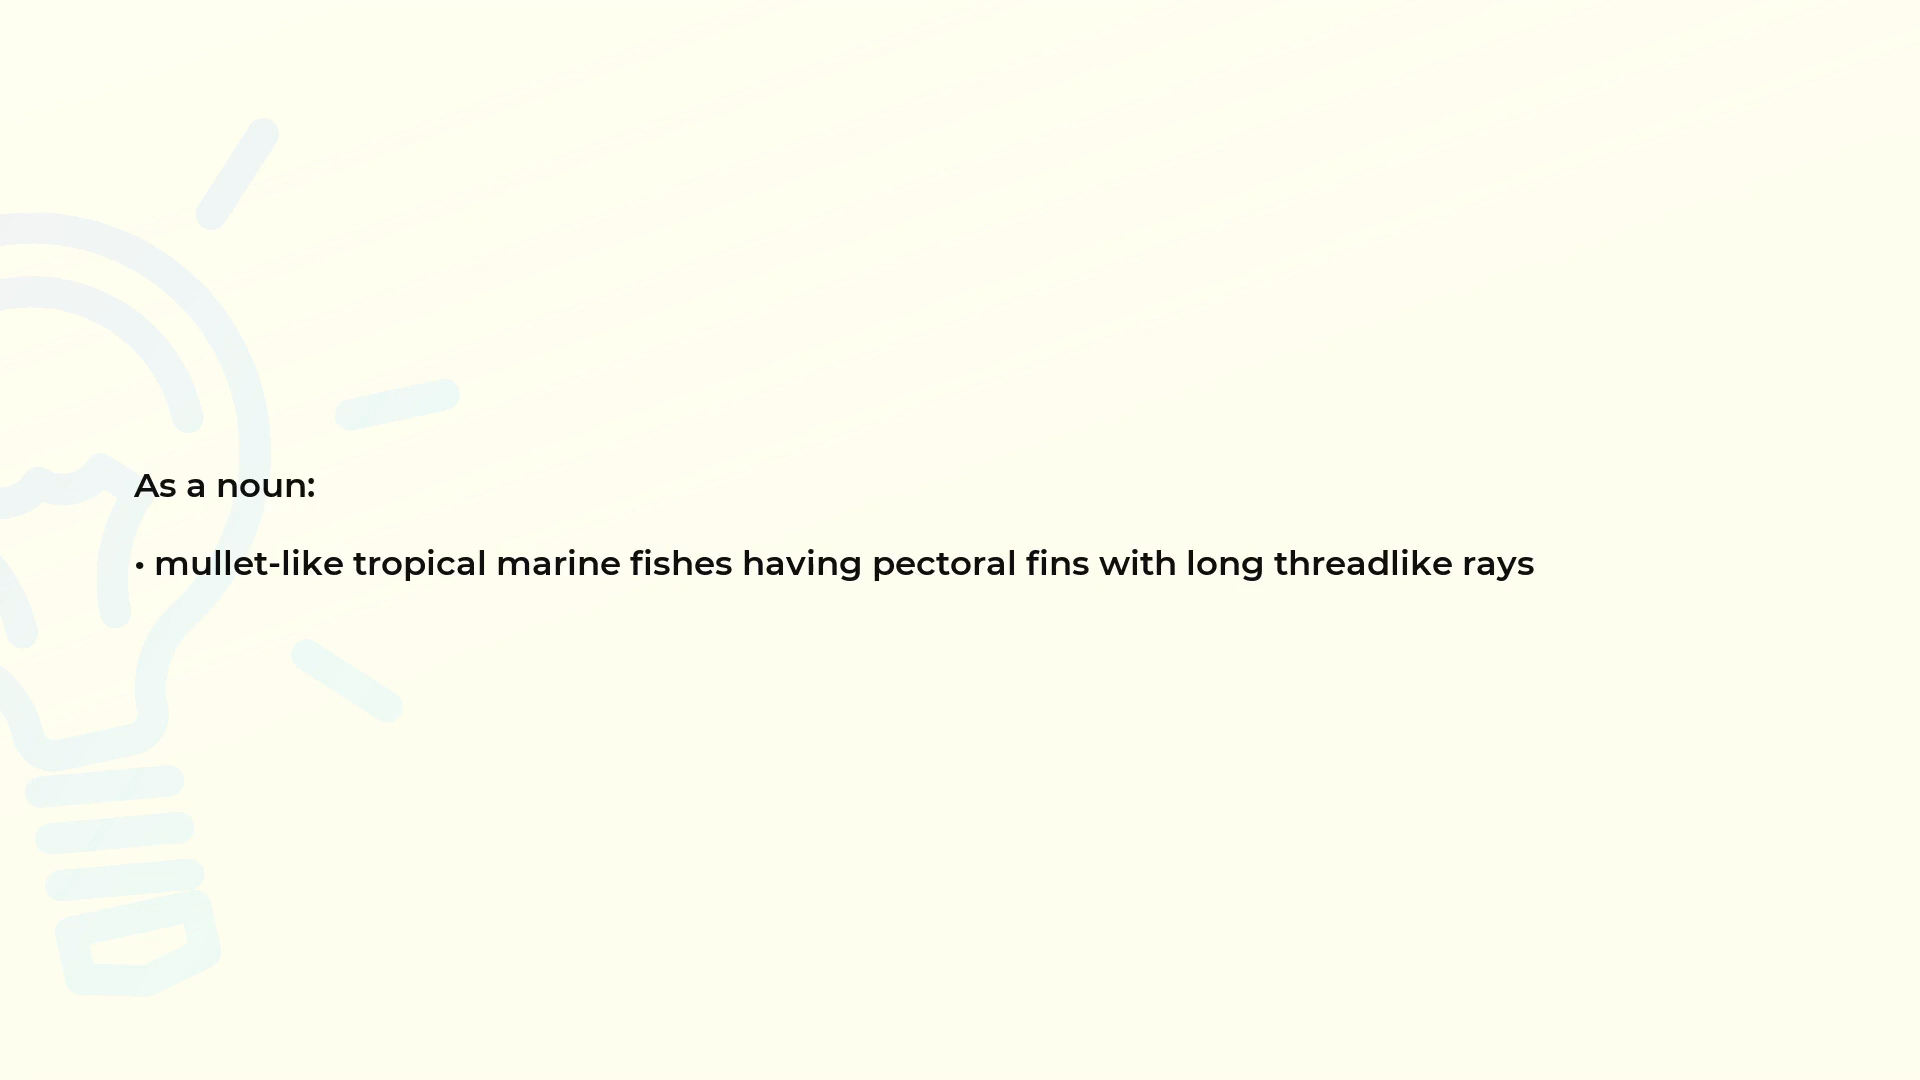 As a noun:
• mullet-like tropical marine fishes having pectoral fins with long threadlike rays